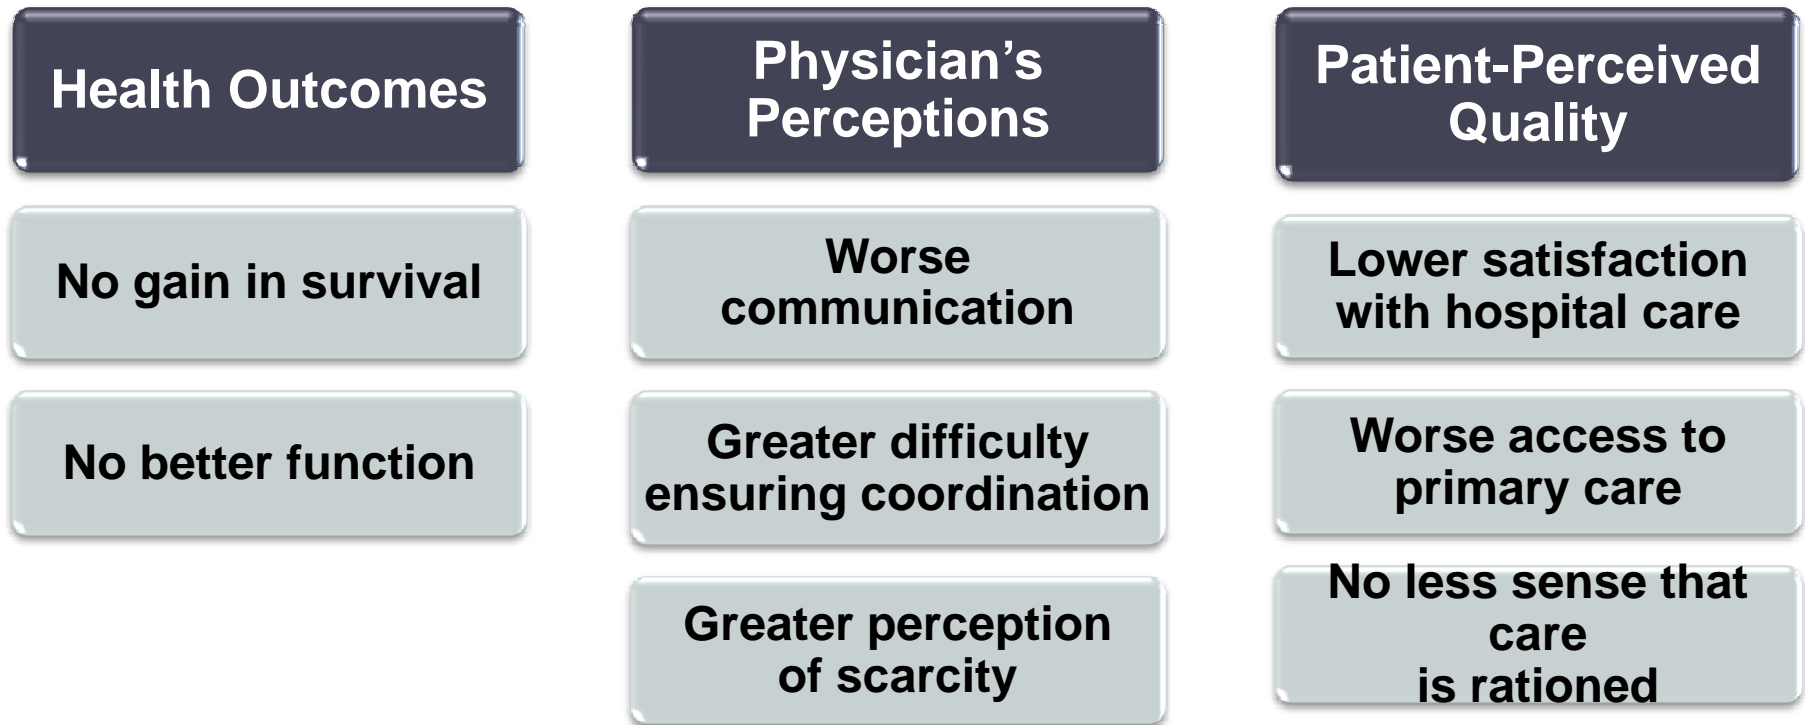 Health Outcomes
No gain in survival
No better function
Physician’s
Perceptions
Worse
communication
Greater difficulty
ensuring coordination
Greater perception
of scarcity
Patient-Perceived
Quality
Lower satisfaction
with hospital care
Worse access to
primary care
No less sense that
care
is rationed